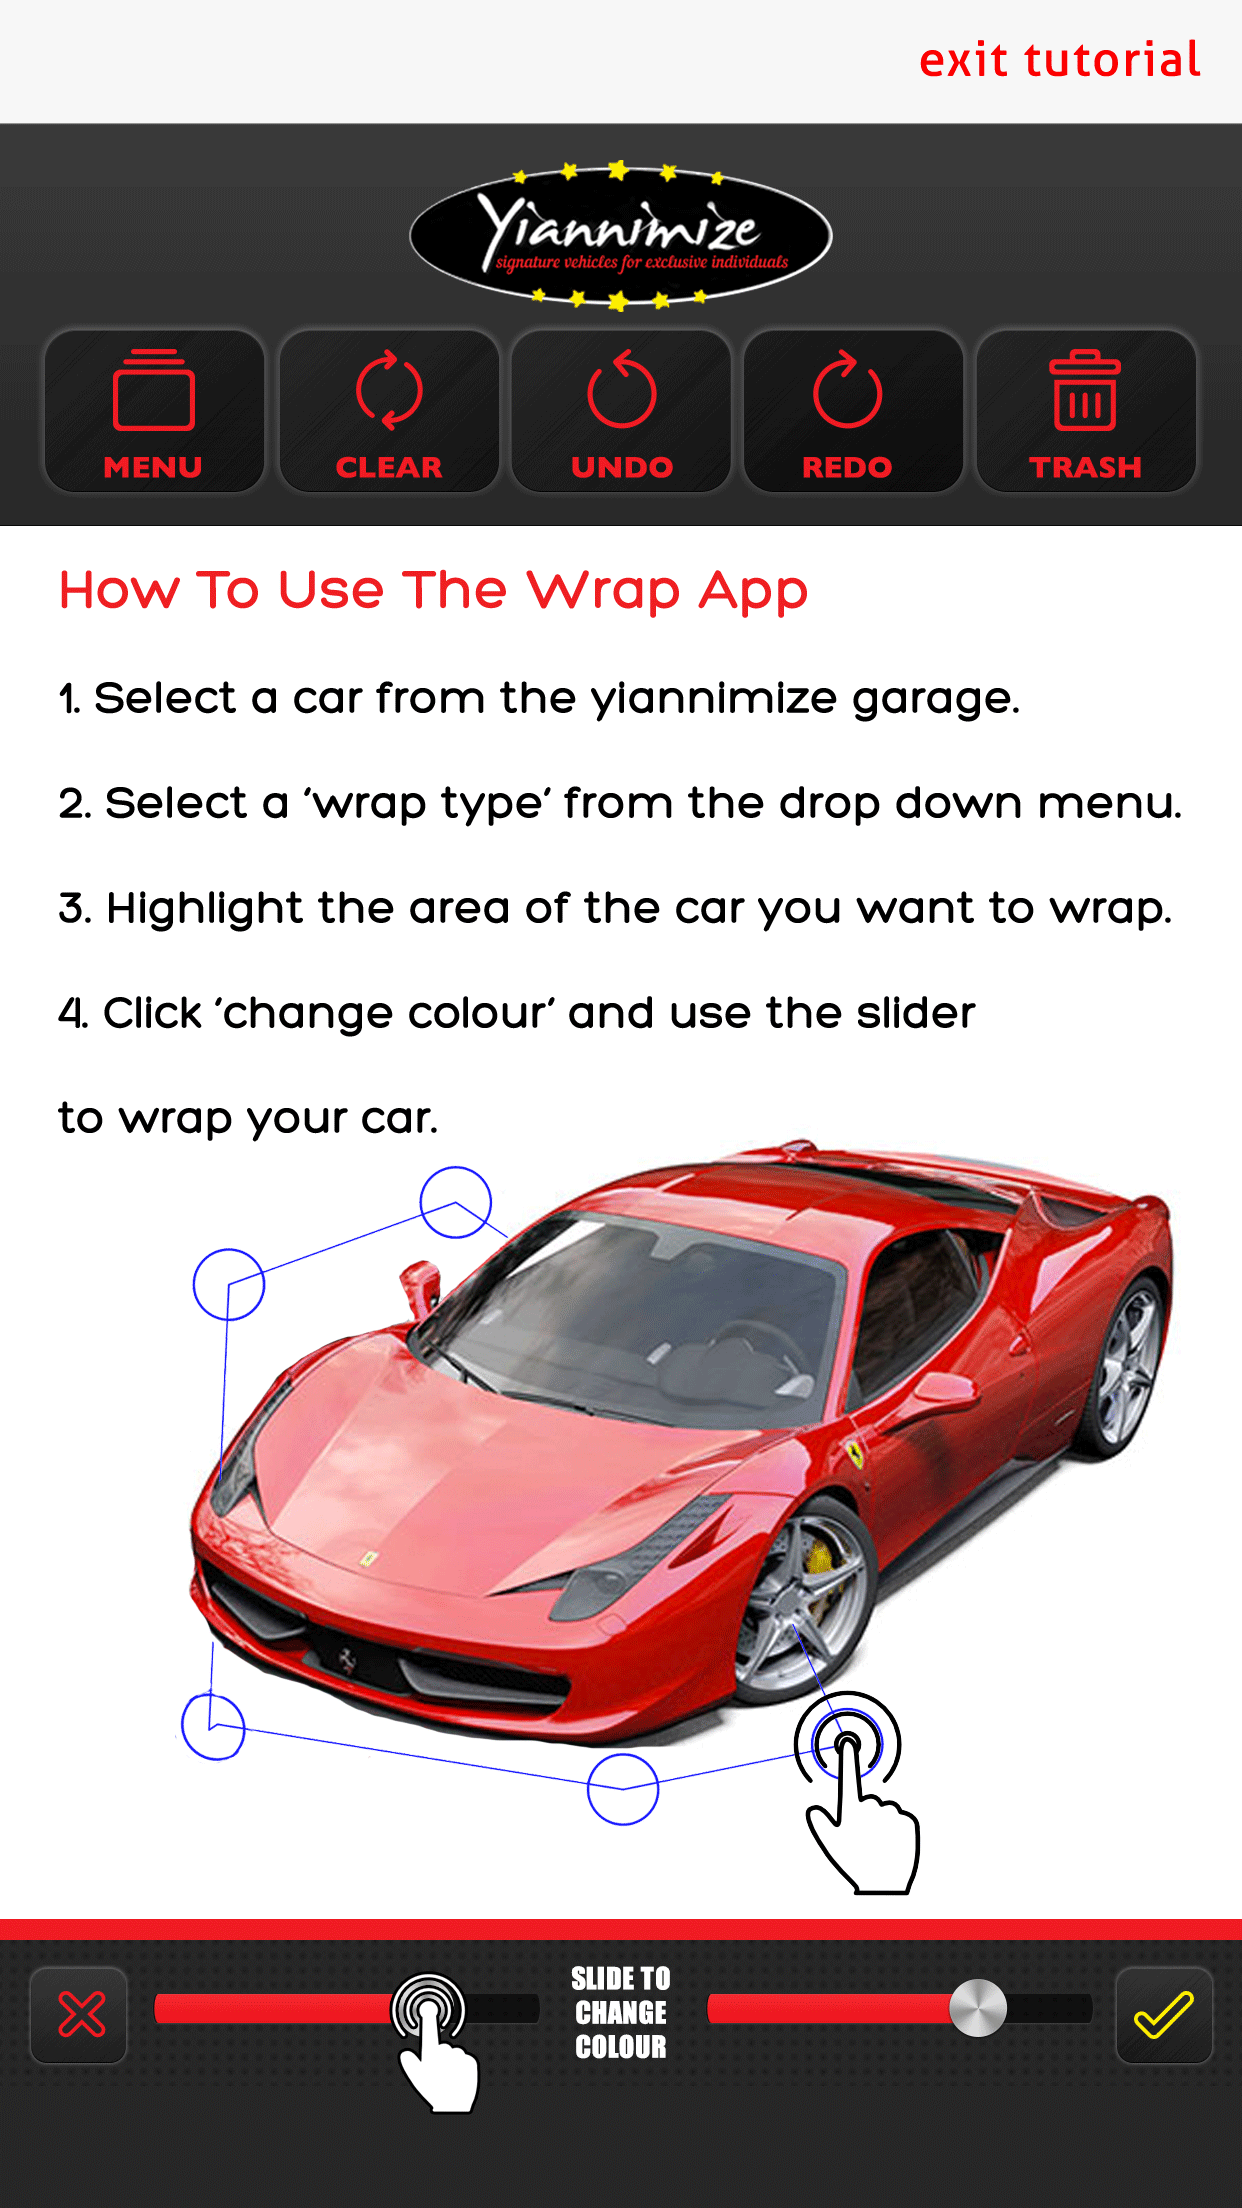 exit tutorial
Yiannimize
signature vehicles for exclusive individuals
MENU
CLEAR
UNDO
REDO
TRASH
How To Use The Wrap App
1. Select a car from the yiannimize garage.
2. Select a ‘wrap type’ from the drop down menu.
3. Highlight the area of the car you want to wrap.
4. Click ‘change colour’ and use the slider
to wrap your car.
SLIDE TO
CHANGE
COLOUR